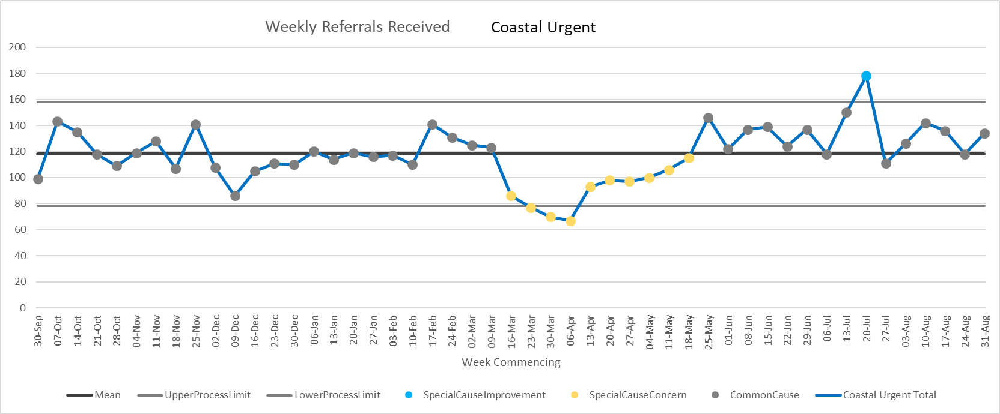 Weekly Referrals Received Coastal Urgent
200
180
160
140
120
100
80
60
40
20
0
30-Sep 07-Oct 14-Oct 21-Oct 28-Oct 04-Nov 11-Nov 18-Nov 25-Nov 02-Dec 09-Dec 16-Dec 23-Dec 30-Dec 06-Jan 13-Jan 20-Jan 27-Jan 03-Feb 10-Feb 17-Feb 24-Feb 02-Mar 09-Mar 16-Mar 23-Mar 30-Mar 06-Apr 13-Apr 20-Apr 27-Apr 04-May 11-May 18-May 25-May 01-Jun 08-Jun 15-Jun 22-Jun 29-Jun 06-Jul 13-Jul 20-Jul 27-Jul 03-Aug 10-Aug 17-Aug 24-Aug 31-Aug
Week Commencing
Mean UpperProcessLimit LowerProcessLimit SpecialCauseImprovement SpecialCauseConcern CommonCause Coastal Urgent Total